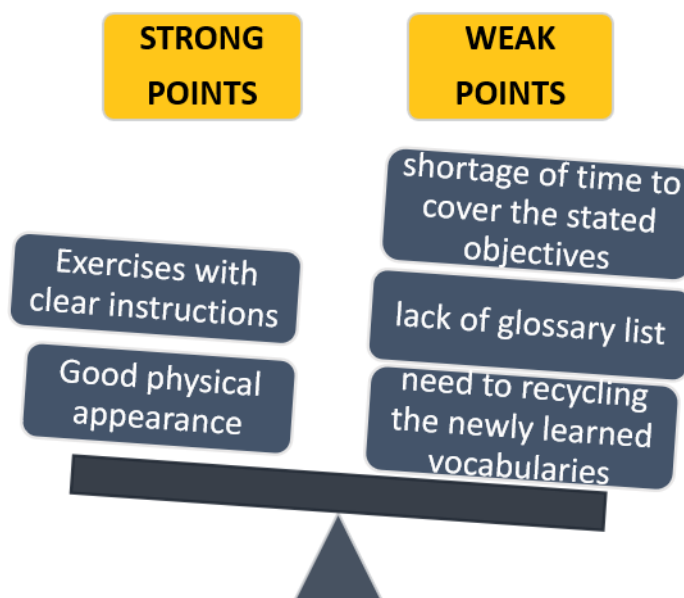 STRONG
POINTS
WEAK
POINTS
Exercises with
clear instructions
Good physical
appearance
shortage of time to
cover the stated
objectives
lack of glossary list
need to recycling
the newly learned
vocabularies